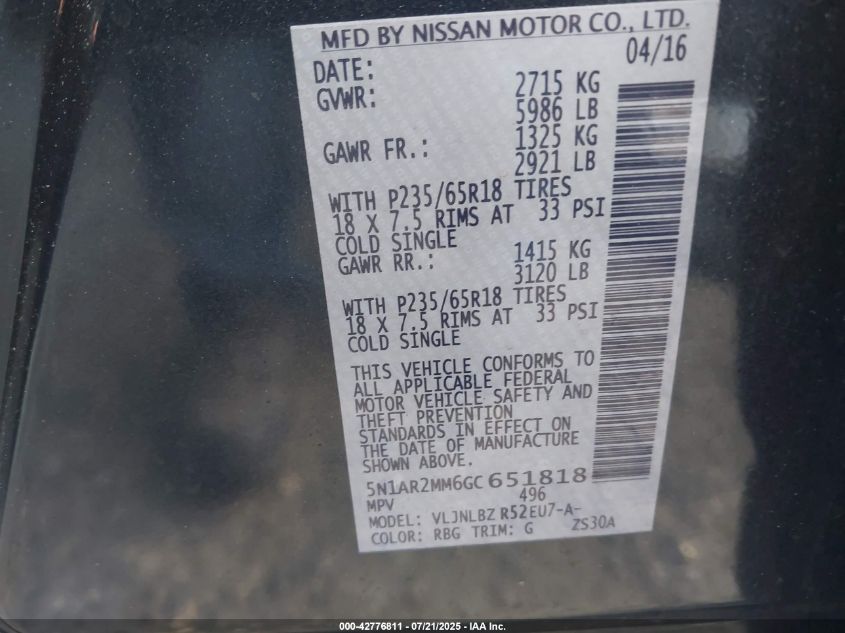 MFD BY NISSAN MOTOR CO., LTD.
DATE: 04/16
GVWR: 2715 KG
5986 LB
GAWR FR.: 1325 KG
2921 LB
WITH P235/65R18 TIRES
18 X 7.5 RIMS AT 33 PSI
COLD SINGLE
GAWR RR.: 1415 KG
3120 LB
WITH P235/65R18 TIRES
18 X 7.5 RIMS AT 33 PSI
COLD SINGLE
THIS VEHICLE CONFORMS TO
ALL APPLICABLE FEDERAL
MOTOR VEHICLE SAFETY AND
THEFT PREVENTION
STANDARDS IN EFFECT ON
THE DATE OF MANUFACTURE
SHOWN ABOVE.
5N1AR2MM6GC651818
MPV 496
MODEL: VLJNLBZ R52EU7-A-
COLOR: RBG TRIM: G ZS30A
000-42776811 - 07/21/2025 - IAA Inc.